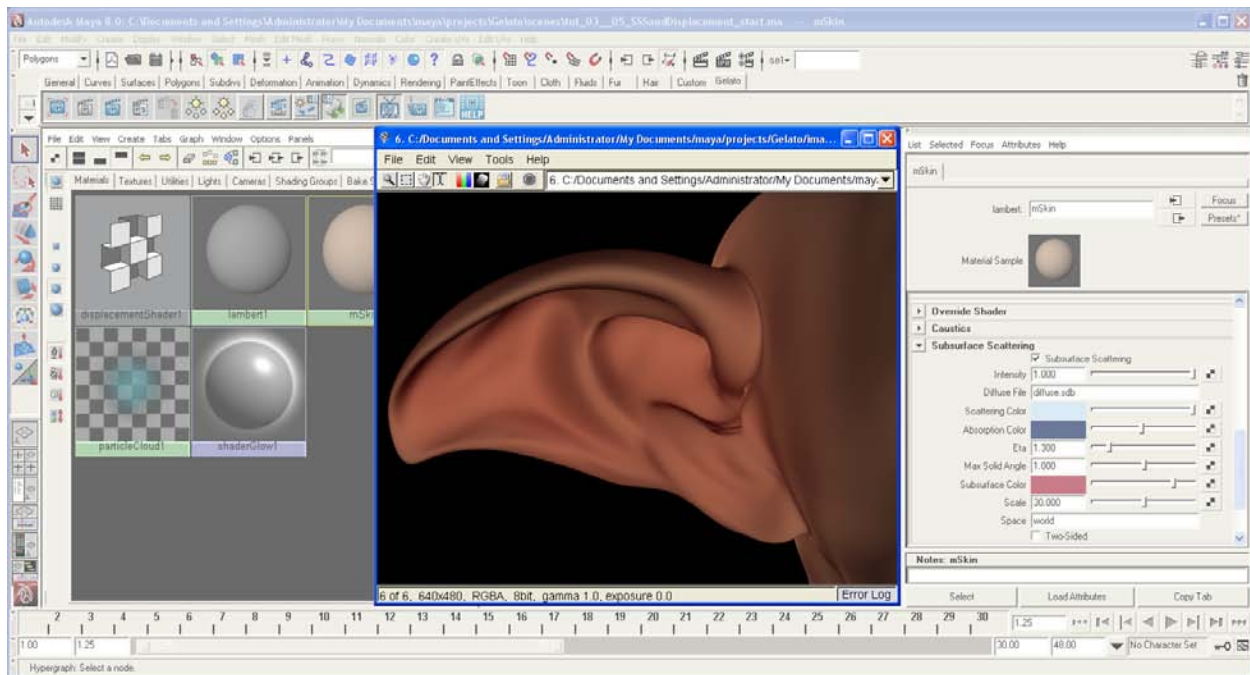 Autodesk Maya 8.0: C:\Documents and Settings\Administrator\My Documents\maya\projects\Gelato\scenes\tut_03__05_SSSandDisplacement_start.ma --- mSkin
Polygons
sel-
General Curves Surfaces Polygons Subdivs Deformation Animation Dynamics Rendering PaintEffects Toon Cloth Fluids Fur Hair Custom Gelato
HELP
File Edit View Create Tabs Graph Window Options Panels
Materials Textures Utilities Lights Cameras Shading Groups Bake S
displacementShader1
lambert1
mSki
particleCloud1
shaderGlow1
6. C:/Documents and Settings/Administrator/My Documents/maya/projects/Gelato/ima...
File Edit View Tools Help
6. C:/Documents and Settings/Administrator/My Documents/may
6 of 6, 640x480, RGBA, 8bit, gamma 1.0, exposure 0.0
Error Log
List Selected Focus Attributes Help
mSkin
lambert: mSkin
Focus
Presets*
Material Sample
Override Shader
Caustics
Subsurface Scattering
Subsurface Scattering
Intensity 1.000
Diffuse File diffuse.sdb
Scattering Color
Absorption Color
Eta 1.300
Max Solid Angle 1.000
Subsurface Color
Scale 30.000
Space world
Two-Sided
Notes: mSkin
Select Load Attributes Copy Tab
2 3 4 5 6 7 8 9 10 11 12 13 14 15 16 17 18 19 20 21 22 23 24 25 26 27 28 29 30
1.25
1.00 1.25 30.00 48.00 No Character Set
Hypergraph: Select a node.